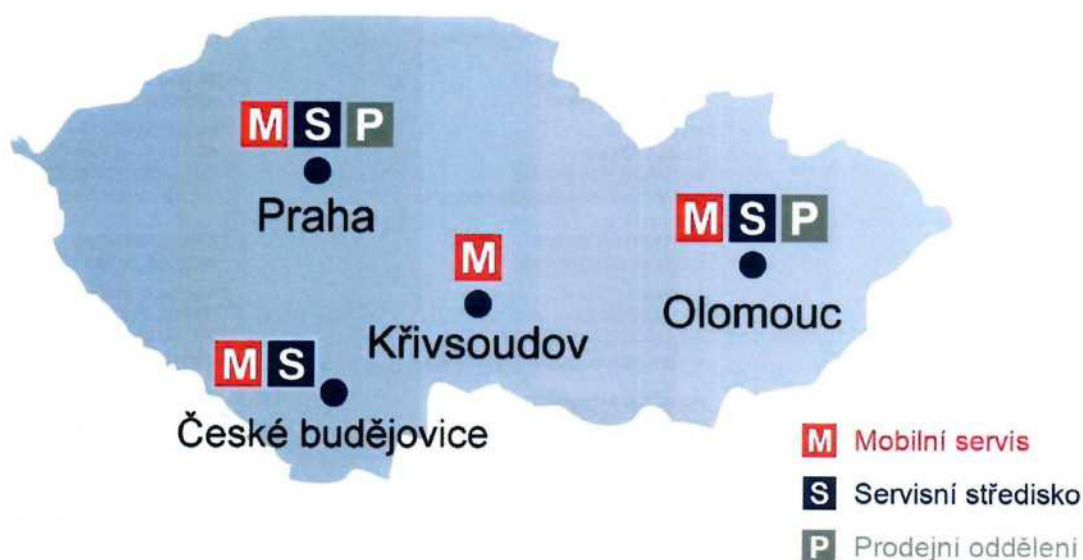 M S P
Praha
M S P
Olomouc
M
Křivsoudov
M S
České budějovice
M Mobilní servis
S Servisní středisko
P Prodejní oddělení